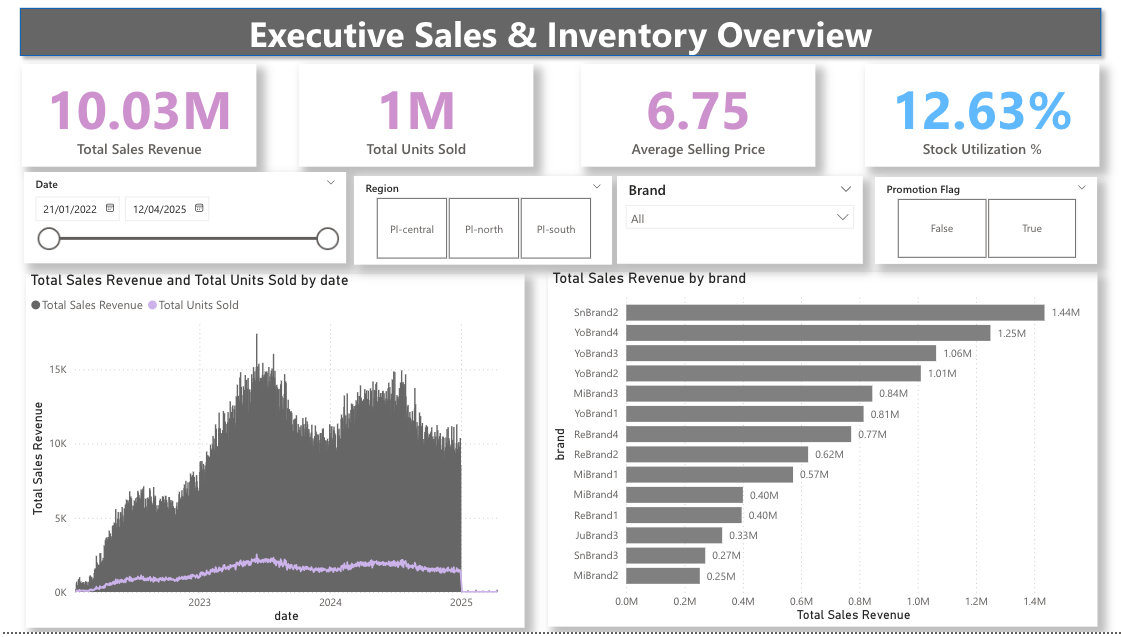 Executive Sales & Inventory Overview
10.03M
Total Sales Revenue
1M
Total Units Sold
6.75
Average Selling Price
12.63%
Stock Utilization %
Date
21/01/2022
12/04/2025
Region
Pl-central
Pl-north
Pl-south
Brand
All
Promotion Flag
False
True
Total Sales Revenue and Total Units Sold by date
Total Sales Revenue
Total Units Sold
Total Sales Revenue
15K
10K
5K
0K
2023
2024
2025
date
Total Sales Revenue by brand
brand
SnBrand2 1.44M
YoBrand4 1.25M
YoBrand3 1.06M
YoBrand2 1.01M
MiBrand3 0.84M
YoBrand1 0.81M
ReBrand4 0.77M
ReBrand2 0.62M
MiBrand1 0.57M
MiBrand4 0.40M
ReBrand1 0.40M
JuBrand3 0.33M
SnBrand3 0.27M
MiBrand2 0.25M
0.0M 0.2M 0.4M 0.6M 0.8M 1.0M 1.2M 1.4M
Total Sales Revenue